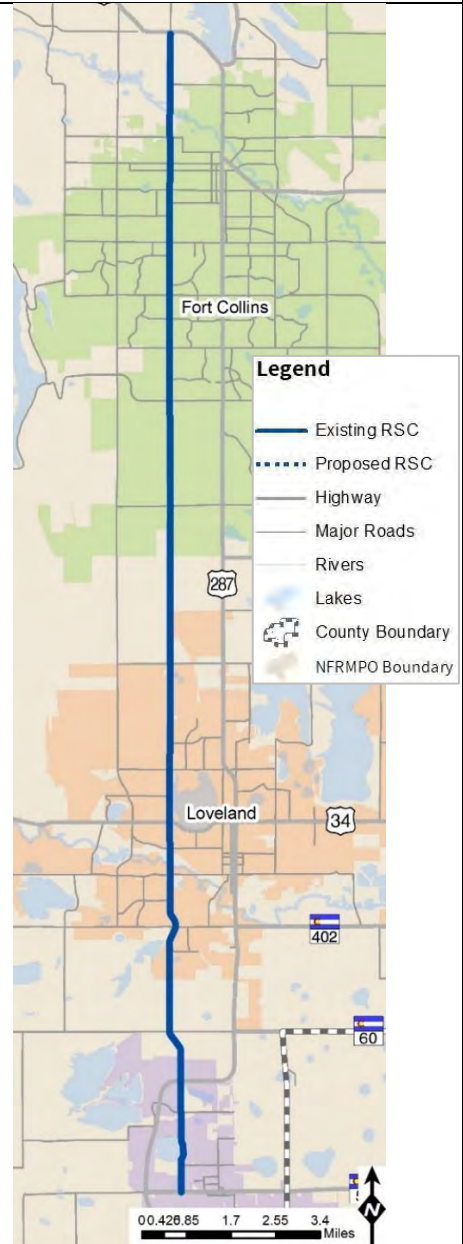 Fort Collins
Legend
Existing RSC
Proposed RSC
Highway
Major Roads
Rivers
Lakes
County Boundary
NFRMPO Boundary
287
Loveland
34
402
60
N
00.426.85 1.7 2.55 3.4
Miles